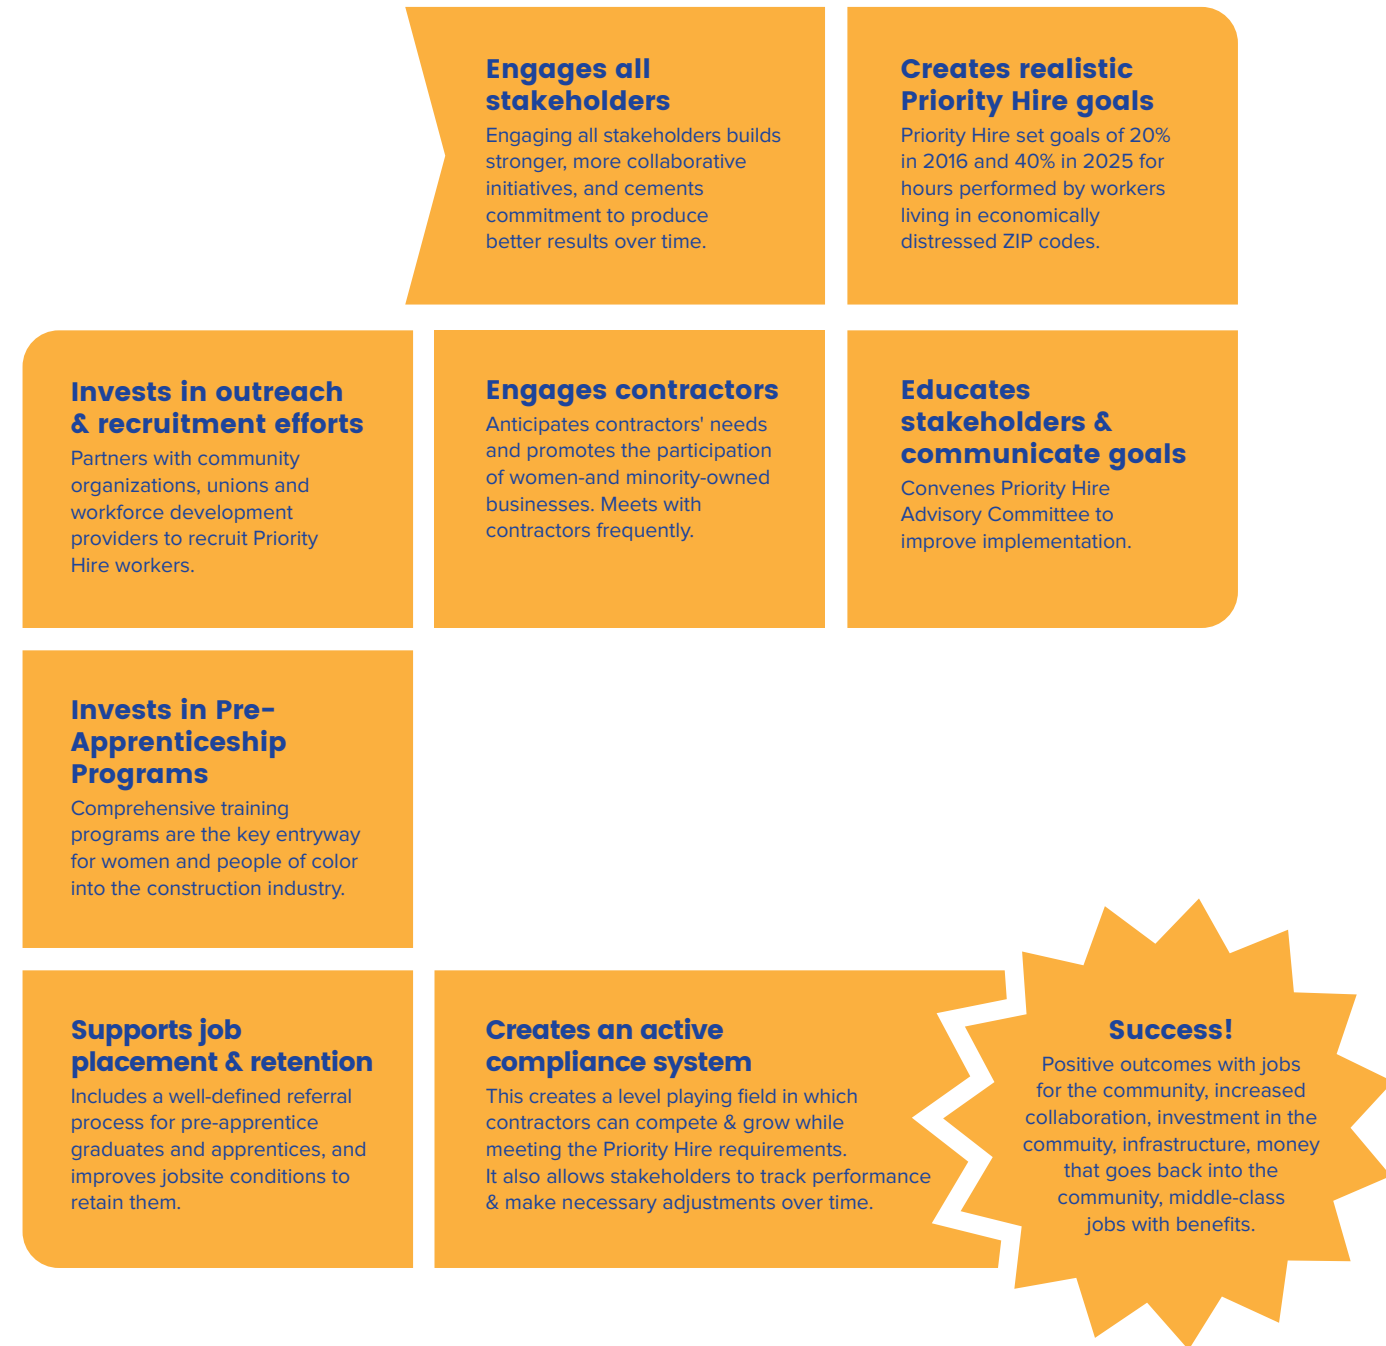 Engages all
stakeholders
Engaging all stakeholders builds
stronger, more collaborative
initiatives, and cements
commitment to produce
better results over time.
Creates realistic
Priority Hire goals
Priority Hire set goals of 20%
in 2016 and 40% in 2025 for
hours performed by workers
living in economically
distressed ZIP codes.
Educates
stakeholders &
communicate goals
Convenes Priority Hire
Advisory Committee to
improve implementation.
Engages contractors
Anticipates contractors' needs
and promotes the participation
of women-and minority-owned
businesses. Meets with
contractors frequently.
Invests in outreach
& recruitment efforts
Partners with community
organizations, unions and
workforce development
providers to recruit Priority
Hire workers.
Invests in Pre-
Apprenticeship
Programs
Comprehensive training
programs are the key entryway
for women and people of color
into the construction industry.
Supports job
placement & retention
Includes a well-defined referral
process for pre-apprentice
graduates and apprentices, and
improves jobsite conditions to
retain them.
Creates an active
compliance system
This creates a level playing field in which
contractors can compete & grow while
meeting the Priority Hire requirements.
It also allows stakeholders to track performance
& make necessary adjustments over time.
Success!
Positive outcomes with jobs
for the community, increased
collaboration, investment in the
commuity, infrastructure, money
that goes back into the
community, middle-class
jobs with benefits.